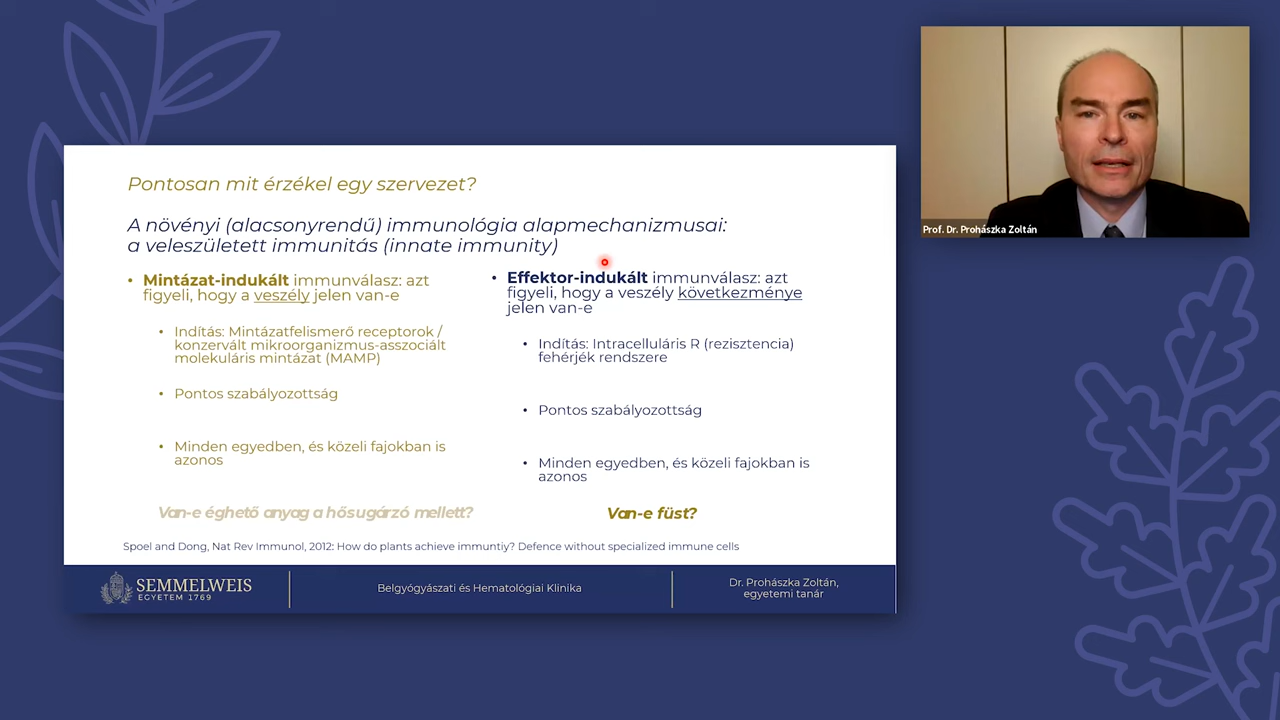 Pontosan mit érzékel egy szervezet?
A növényi (alacsonyrendű) immunológia alapmechanizmusai:
a veleszületett immunitás (innate immunity)
• Mintázat-indukált immunválasz: azt
figyeli, hogy a veszély jelen van-e
• Indítás: Mintázatfelismerő receptorok /
konzervált mikroorganizmus-asszociált
molekuláris mintázat (MAMP)
• Pontos szabályozottság
• Minden egyedben, és közeli fajokban is
azonos
Van-e éghető anyag a hősugárzó mellett?
• Effektor-indukált immunválasz: azt
figyeli, hogy a veszély következménye
jelen van-e
• Indítás: Intracelluláris R (rezisztencia)
fehérjék rendszere
• Pontos szabályozottság
• Minden egyedben, és közeli fajokban is
azonos
Van-e füst?
Spoel and Dong, Nat Rev Immunol, 2012: How do plants achieve immuntiy? Defence without specialized immune cells
SEMMELWEIS
EGYETEM 1769
Belgyógyászati és Hematológiai Klinika
Dr. Prohászka Zoltán,
egyetemi tanár
Prof. Dr. Prohászka Zoltán